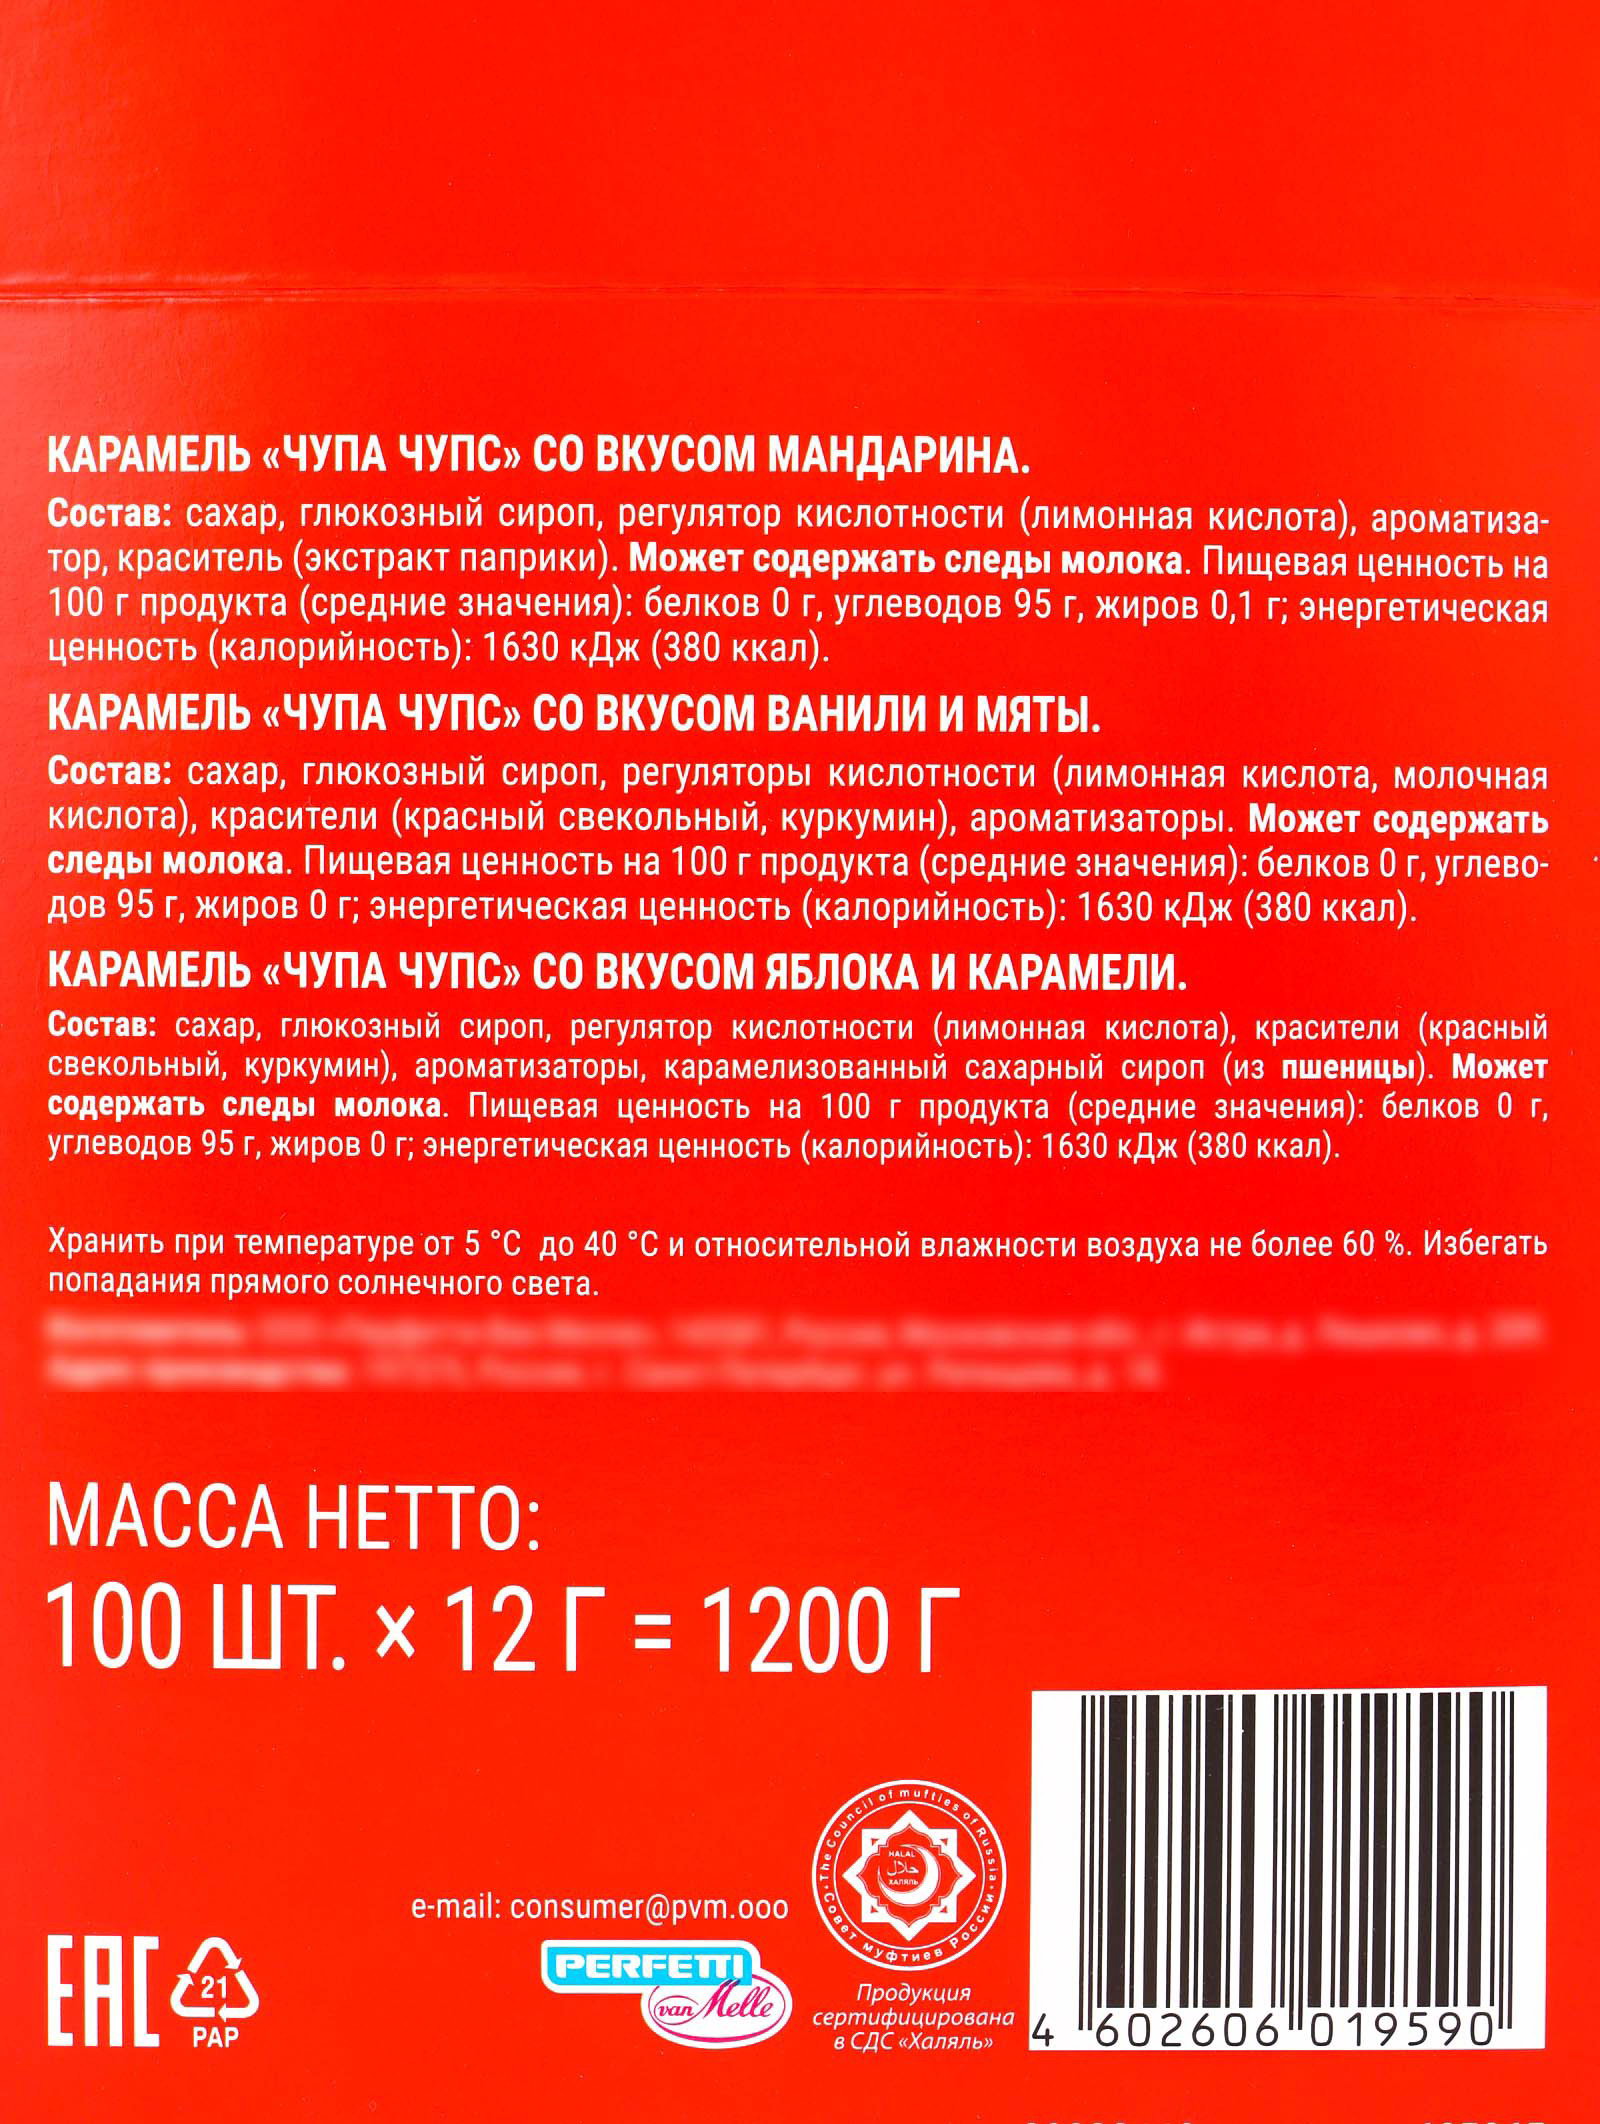 КАРАМЕЛЬ «ЧУПА ЧУПС» СО ВКУСОМ МАНДАРИНА.
Состав: сахар, глюкозный сироп, регулятор кислотности (лимонная кислота), ароматиза-
тор, краситель (экстракт паприки). Может содержать следы молока. Пищевая ценность на
100 г продукта (средние значения): белков 0 г, углеводов 95 г, жиров 0,1 г; энергетическая
ценность (калорийность): 1630 кДж (380 ккал).
КАРАМЕЛЬ «ЧУПА ЧУПС» СО ВКУСОМ ВАНИЛИ И МЯТЫ.
Состав: сахар, глюкозный сироп, регуляторы кислотности (лимонная кислота, молочная
кислота), красители (красный свекольный, куркумин), ароматизаторы. Может содержать
следы молока. Пищевая ценность на 100 г продукта (средние значения): белков 0 г, углево-
дов 95 г, жиров 0 г; энергетическая ценность (калорийность): 1630 кДж (380 ккал).
КАРАМЕЛЬ «ЧУПА ЧУПС» СО ВКУСОМ ЯБЛОКА И КАРАМЕЛИ.
Состав: сахар, глюкозный сироп, регулятор кислотности (лимонная кислота), красители (красный
свекольный, куркумин), ароматизаторы, карамелизованный сахарный сироп (из пшеницы). Может
содержать следы молока. Пищевая ценность на 100 г продукта (средние значения): белков 0 г,
углеводов 95 г, жиров 0 г; энергетическая ценность (калорийность): 1630 кДж (380 ккал).
Хранить при температуре от 5 °C до 40 °C и относительной влажности воздуха не более 60 %. Избегать
попадания прямого солнечного света.
МАССА НЕТТО:
100 ШТ. × 12 Г = 1200 Г
The Council of mufties of Russia
HALAL
حلال
ХАЛЯЛЬ
Совет муфтиев России
e-mail: consumer@pvm.ooo
EAC
21
PAP
PERFETTI
van Melle
Продукция
сертифицирована
в СДС «Халяль»
4 602606 019590